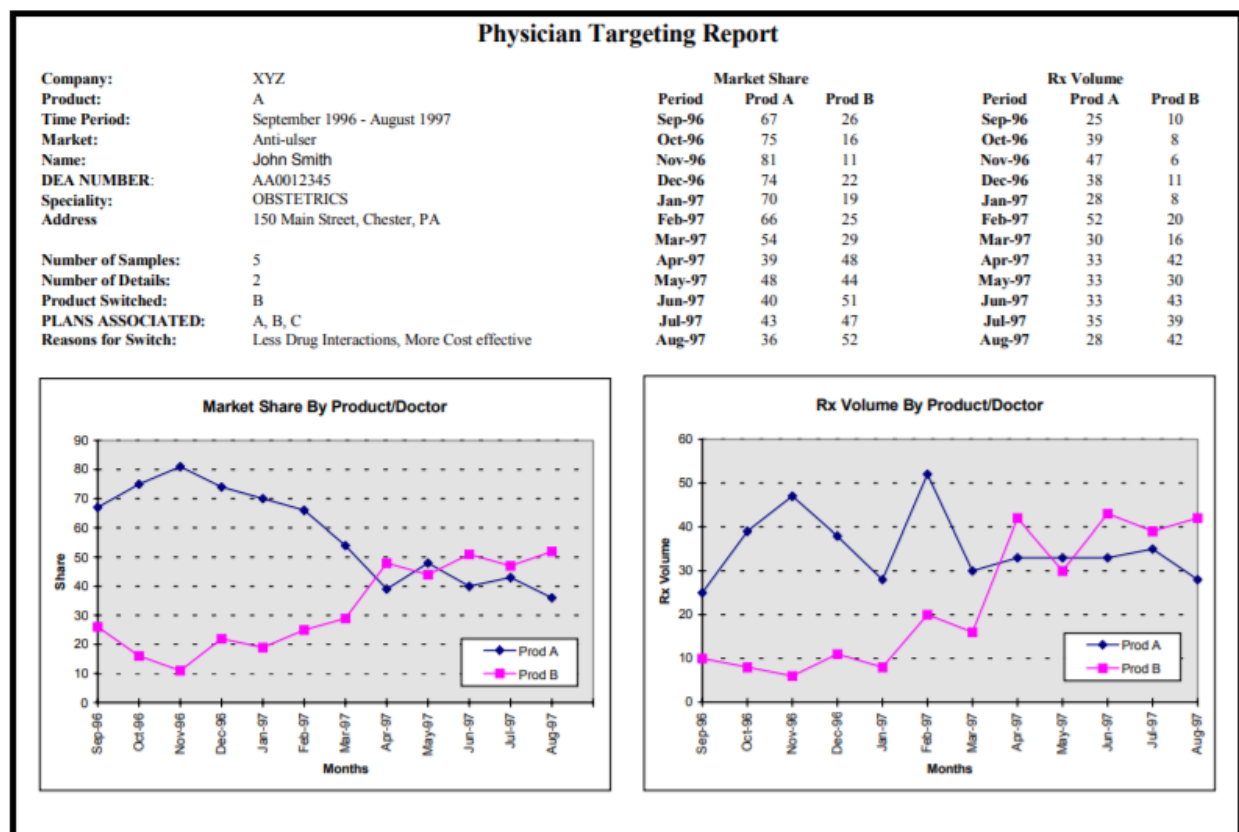 Physician Targeting Report
Company: XYZ
Product: A
Time Period: September 1996 - August 1997
Market: Anti-ulser
Name: John Smith
DEA NUMBER: AA0012345
Speciality: OBSTETRICS
Address 150 Main Street, Chester, PA
Number of Samples: 5
Number of Details: 2
Product Switched: B
PLANS ASSOCIATED: A, B, C
Reasons for Switch: Less Drug Interactions, More Cost effective
Market Share
Period Prod A Prod B
Sep-96 67 26
Oct-96 75 16
Nov-96 81 11
Dec-96 74 22
Jan-97 70 19
Feb-97 66 25
Mar-97 54 29
Apr-97 39 48
May-97 48 44
Jun-97 40 51
Jul-97 43 47
Aug-97 36 52
Rx Volume
Period Prod A Prod B
Sep-96 25 10
Oct-96 39 8
Nov-96 47 6
Dec-96 38 11
Jan-97 28 8
Feb-97 52 20
Mar-97 30 16
Apr-97 33 42
May-97 33 30
Jun-97 33 43
Jul-97 35 39
Aug-97 28 42
Market Share By Product/Doctor
Share
90
80
70
60
50
40
30
20
10
0
Prod A
Prod B
Sep-96 Oct-96 Nov-96 Dec-96 Jan-97 Feb-97 Mar-97 Apr-97 May-97 Jun-97 Jul-97 Aug-97
Months
Rx Volume By Product/Doctor
Rx Volume
60
50
40
30
20
10
0
Prod A
Prod B
Sep-96 Oct-96 Nov-96 Dec-96 Jan-97 Feb-97 Mar-97 Apr-97 May-97 Jun-97 Jul-97 Aug-97
Months